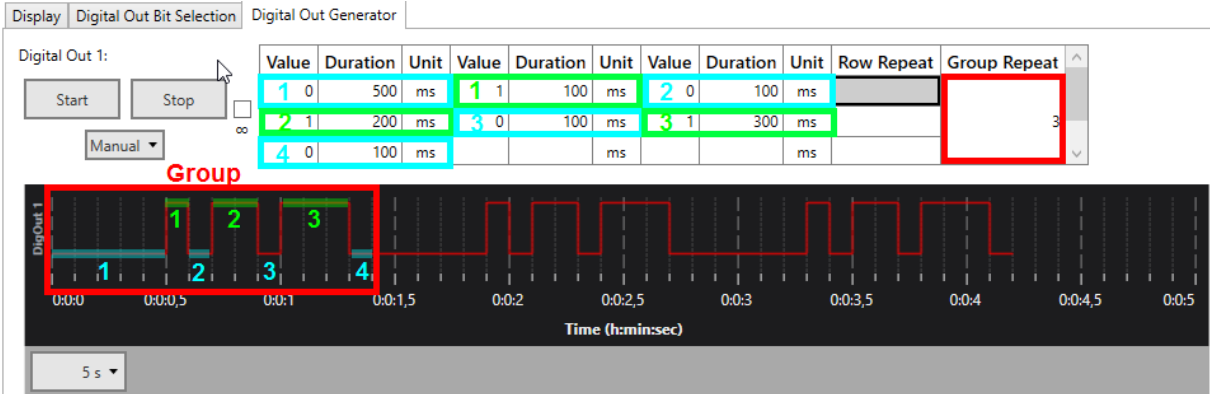 Display Digital Out Bit Selection Digital Out Generator
Digital Out 1:
Start Stop
∞
Manual
Value Duration Unit Value Duration Unit Value Duration Unit Row Repeat Group Repeat
1 0 500 ms 1 1 100 ms 2 0 100 ms
2 1 200 ms 3 0 100 ms 3 1 300 ms 3
4 0 100 ms ms ms
Group
DigOut 1
1 2 3
1 2 3 4
0:0:0 0:0:0,5 0:0:1 0:0:1,5 0:0:2 0:0:2,5 0:0:3 0:0:3,5 0:0:4 0:0:4,5 0:0:5
Time (h:min:sec)
5 s